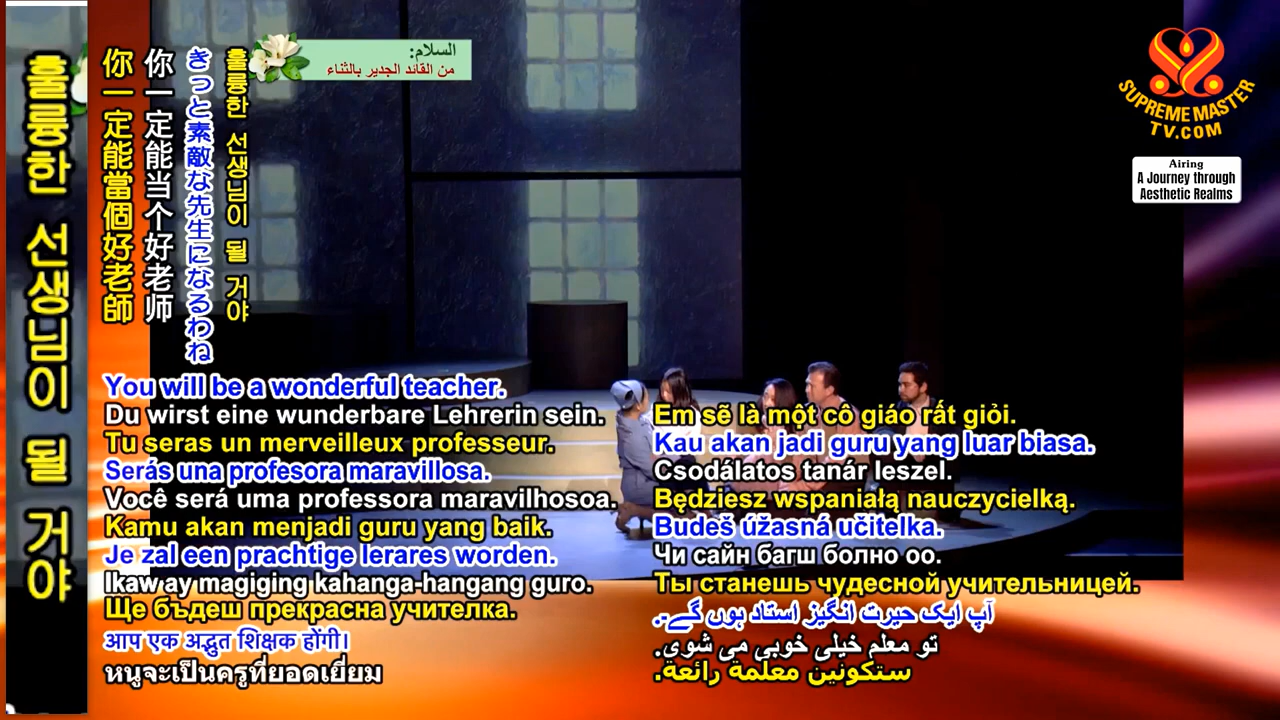 훌륭한 선생님이 될 거야
你一定能當個好老師
你一定能当个好老师
きっと素敵な先生になるわね
훌륭한 선생님이 될 거야
السلام:
من القائد الجدير بالثناء
SUPREME MASTER
TV.COM
Airing
A Journey through
Aesthetic Realms
You will be a wonderful teacher.
Du wirst eine wunderbare Lehrerin sein.
Tu seras un merveilleux professeur.
Serás una profesora maravillosa.
Você será uma professora maravilhosoa.
Kamu akan menjadi guru yang baik.
Je zal een prachtige lerares worden.
Ikaw ay magiging kahanga-hangang guro.
Ще бъдеш прекрасна учителка.
आप एक अद्भुत शिक्षक होंगी।
หนูจะเป็นครูที่ยอดเยี่ยม
Em sẽ là một cô giáo rất giỏi.
Kau akan jadi guru yang luar biasa.
Csodálatos tanár leszel.
Będziesz wspaniałą nauczycielką.
Budeš úžasná učitelka.
Чи сайн багш болно оо.
Ты станешь чудесной учительницей.
آپ ایک حیرت انگیز استاد ہوں گے۔.
تو معلم خیلی خوبی می شوی.
ستكونين معلمة رائعة.